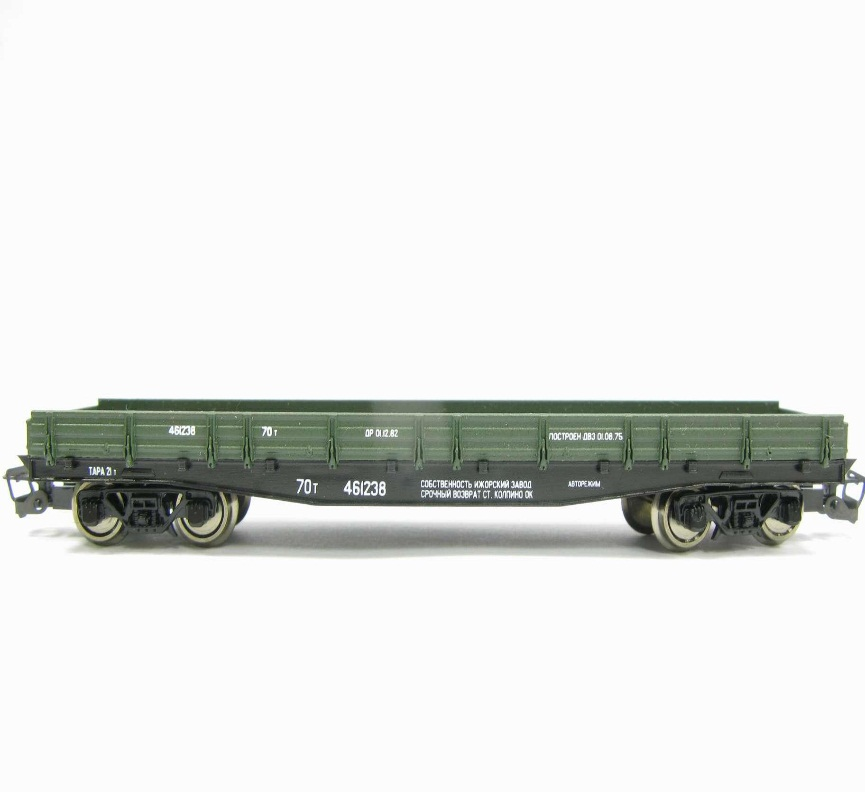 461238
70 т
ДР 01.12.82
ПОСТРОЕН ДВЗ 01.08.75
ТАРА 21 т
70 т
461238
СОБСТВЕННОСТЬ ИЖОРСКИЙ ЗАВОД
СРОЧНЫЙ ВОЗВРАТ СТ. КОЛПИНО ОК
АВТОРЕЖИМ